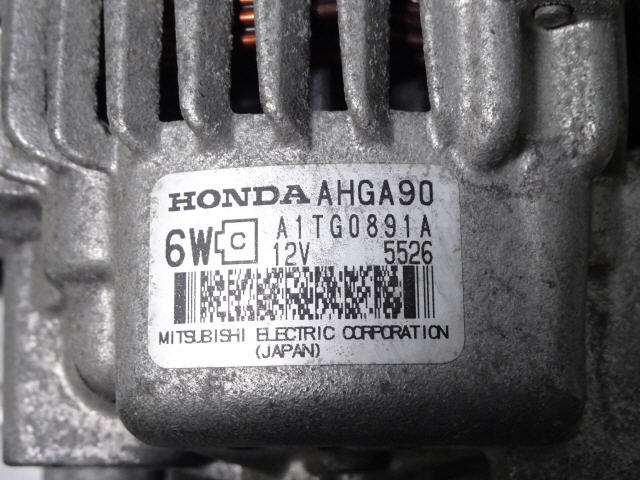 HONDA AHGA90
6W C A1TG0891A
12V 5526
MITSUBISHI ELECTRIC CORPORATION
(JAPAN)